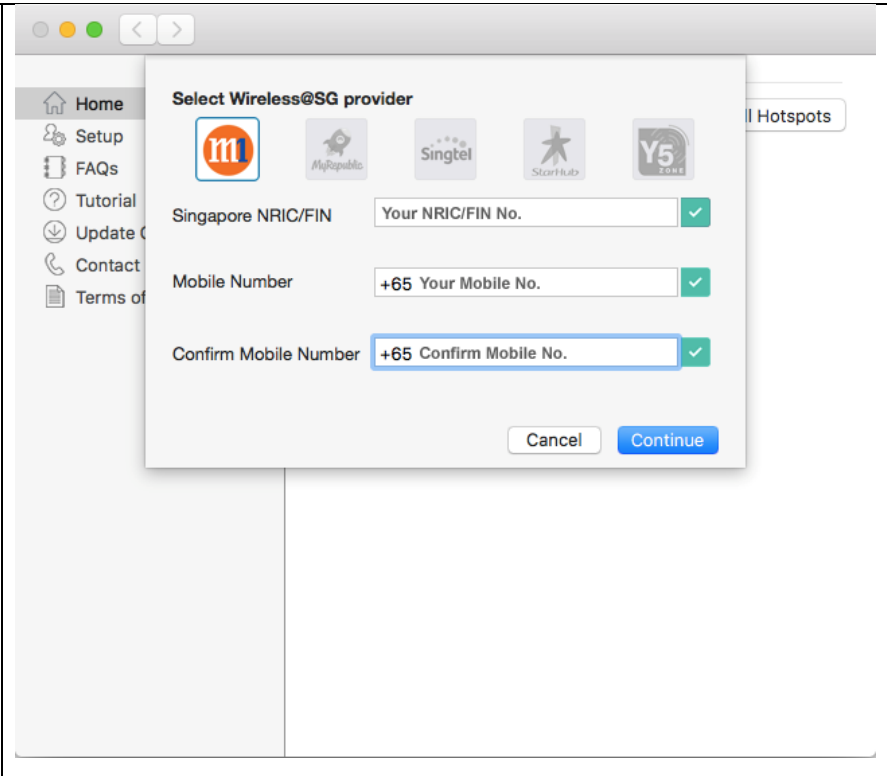 Home
Setup
FAQs
Tutorial
Update
Contact
Terms of
ll Hotspots
Select Wireless@SG provider
m1
MyRepublic
Singtel
StarHub
Y5
ZONE
Singapore NRIC/FIN
Your NRIC/FIN No.
Mobile Number
+65 Your Mobile No.
Confirm Mobile Number
+65 Confirm Mobile No.
Cancel
Continue